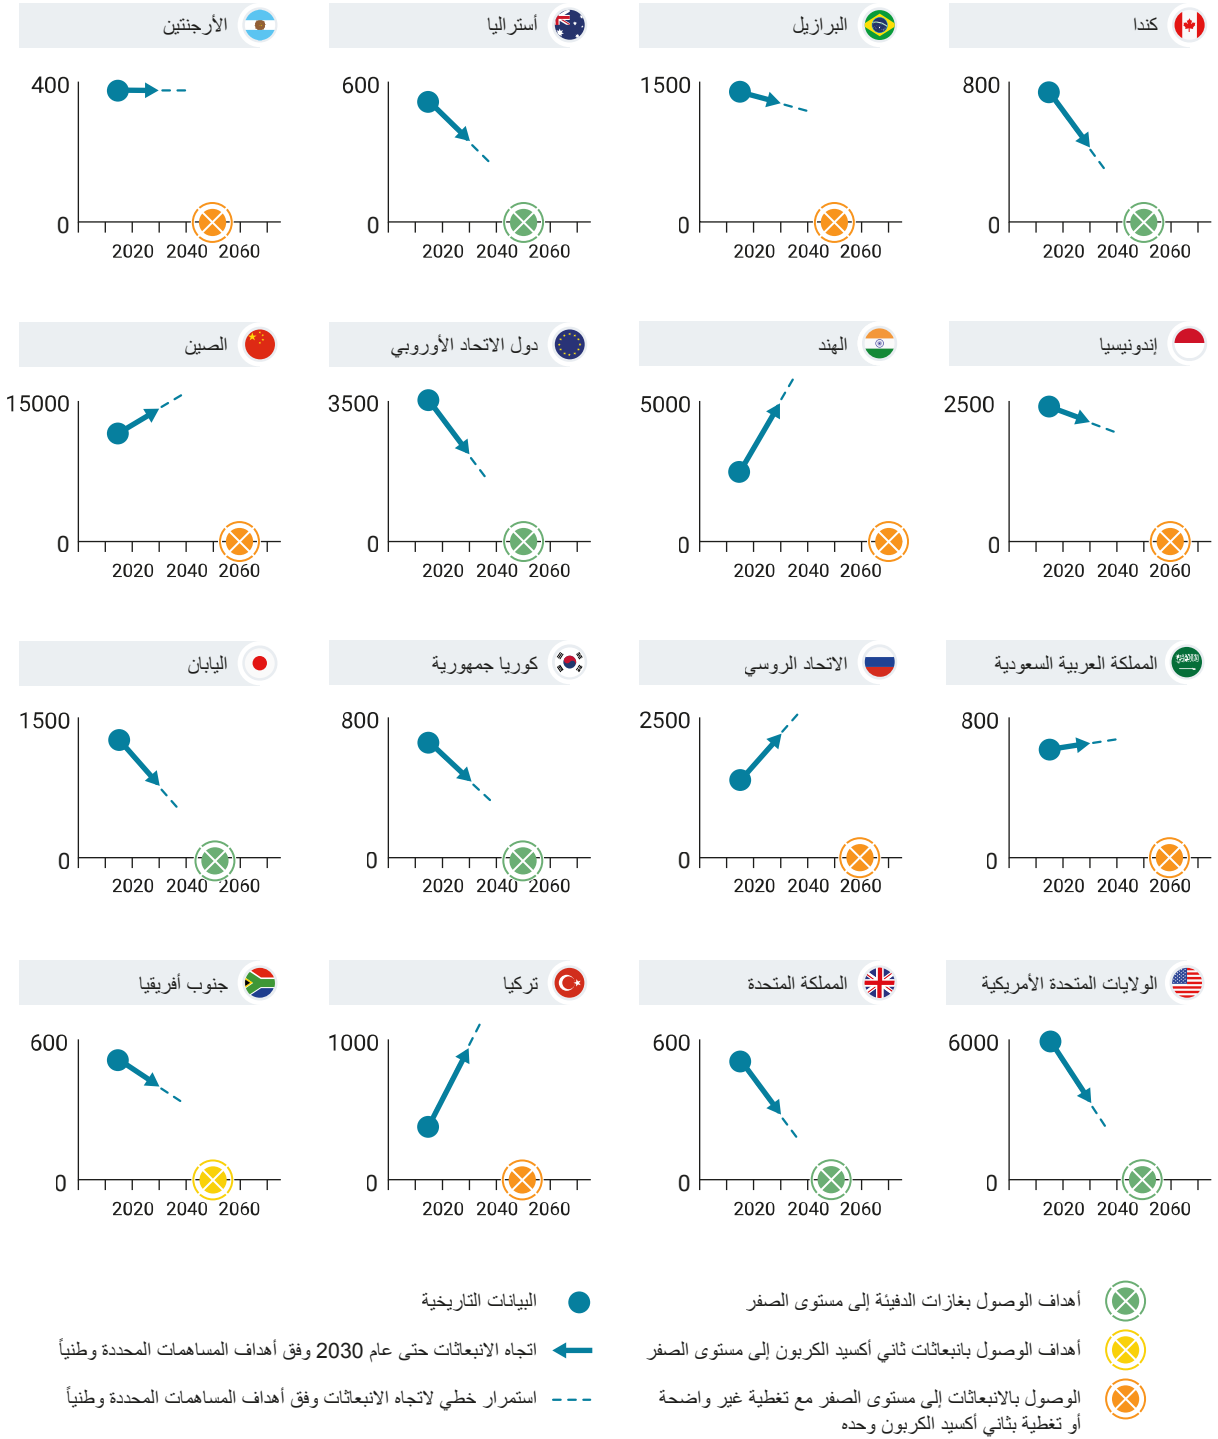 الأرجنتين
400
0
2020 2040 2060
أستراليا
600
0
2020 2040 2060
البرازيل
1500
0
2020 2040 2060
كندا
800
0
2020 2040 2060
الصين
15000
0
2020 2040 2060
دول الاتحاد الأوروبي
3500
0
2020 2040 2060
الهند
5000
0
2020 2040 2060
إندونيسيا
2500
0
2020 2040 2060
اليابان
1500
0
2020 2040 2060
كوريا جمهورية
800
0
2020 2040 2060
الاتحاد الروسي
2500
0
2020 2040 2060
المملكة العربية السعودية
800
0
2020 2040 2060
جنوب أفريقيا
600
0
2020 2040 2060
تركيا
1000
0
2020 2040 2060
المملكة المتحدة
600
0
2020 2040 2060
الولايات المتحدة الأمريكية
6000
0
2020 2040 2060
أهداف الوصول بغازات الدفيئة إلى مستوى الصفر
أهداف الوصول بانبعاثات ثاني أكسيد الكربون إلى مستوى الصفر
الوصول بالانبعاثات إلى مستوى الصفر مع تغطية غير واضحة
أو تغطية بثاني أكسيد الكربون وحده
البيانات التاريخية
اتجاه الانبعاثات حتى عام 2030 وفق أهداف المساهمات المحددة وطنياً
استمرار خطي لاتجاه الانبعاثات وفق أهداف المساهمات المحددة وطنياً